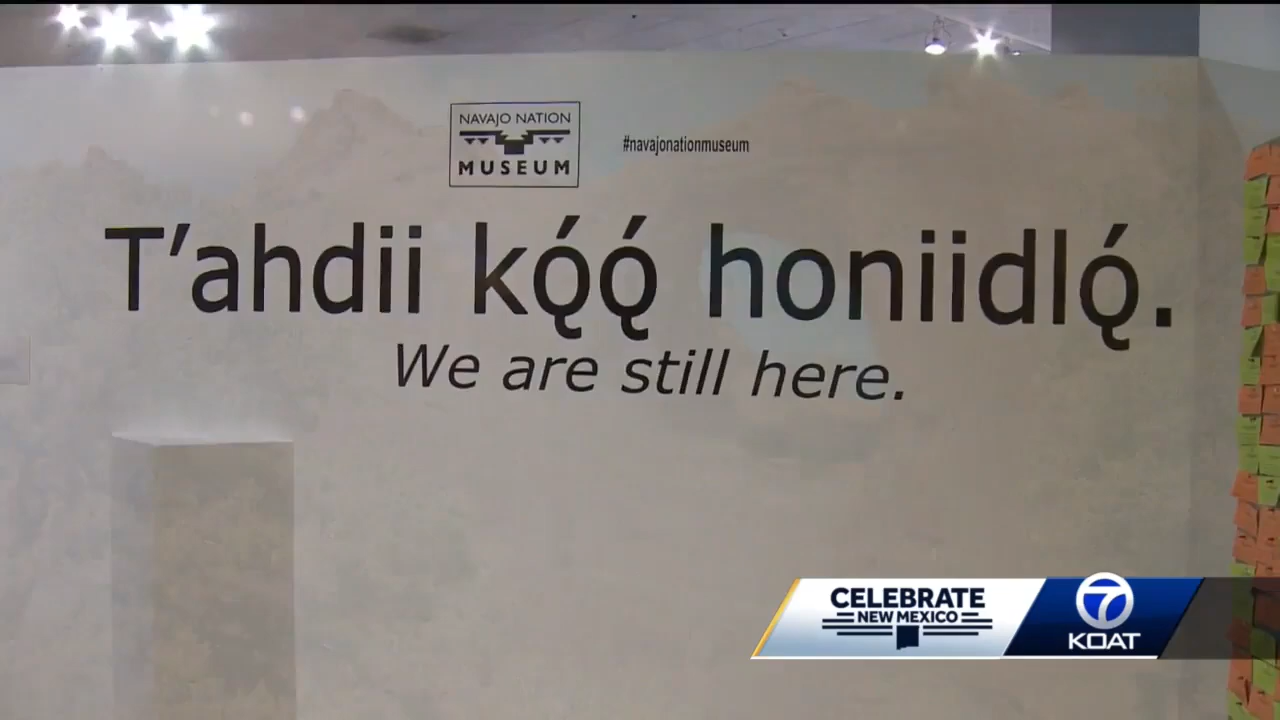 NAVAJO NATION
MUSEUM
#navajonationmuseum
T’ahdii kǫ́ǫ́ honiidlǫ́.
We are still here.
CELEBRATE
NEW MEXICO
7
KOAT